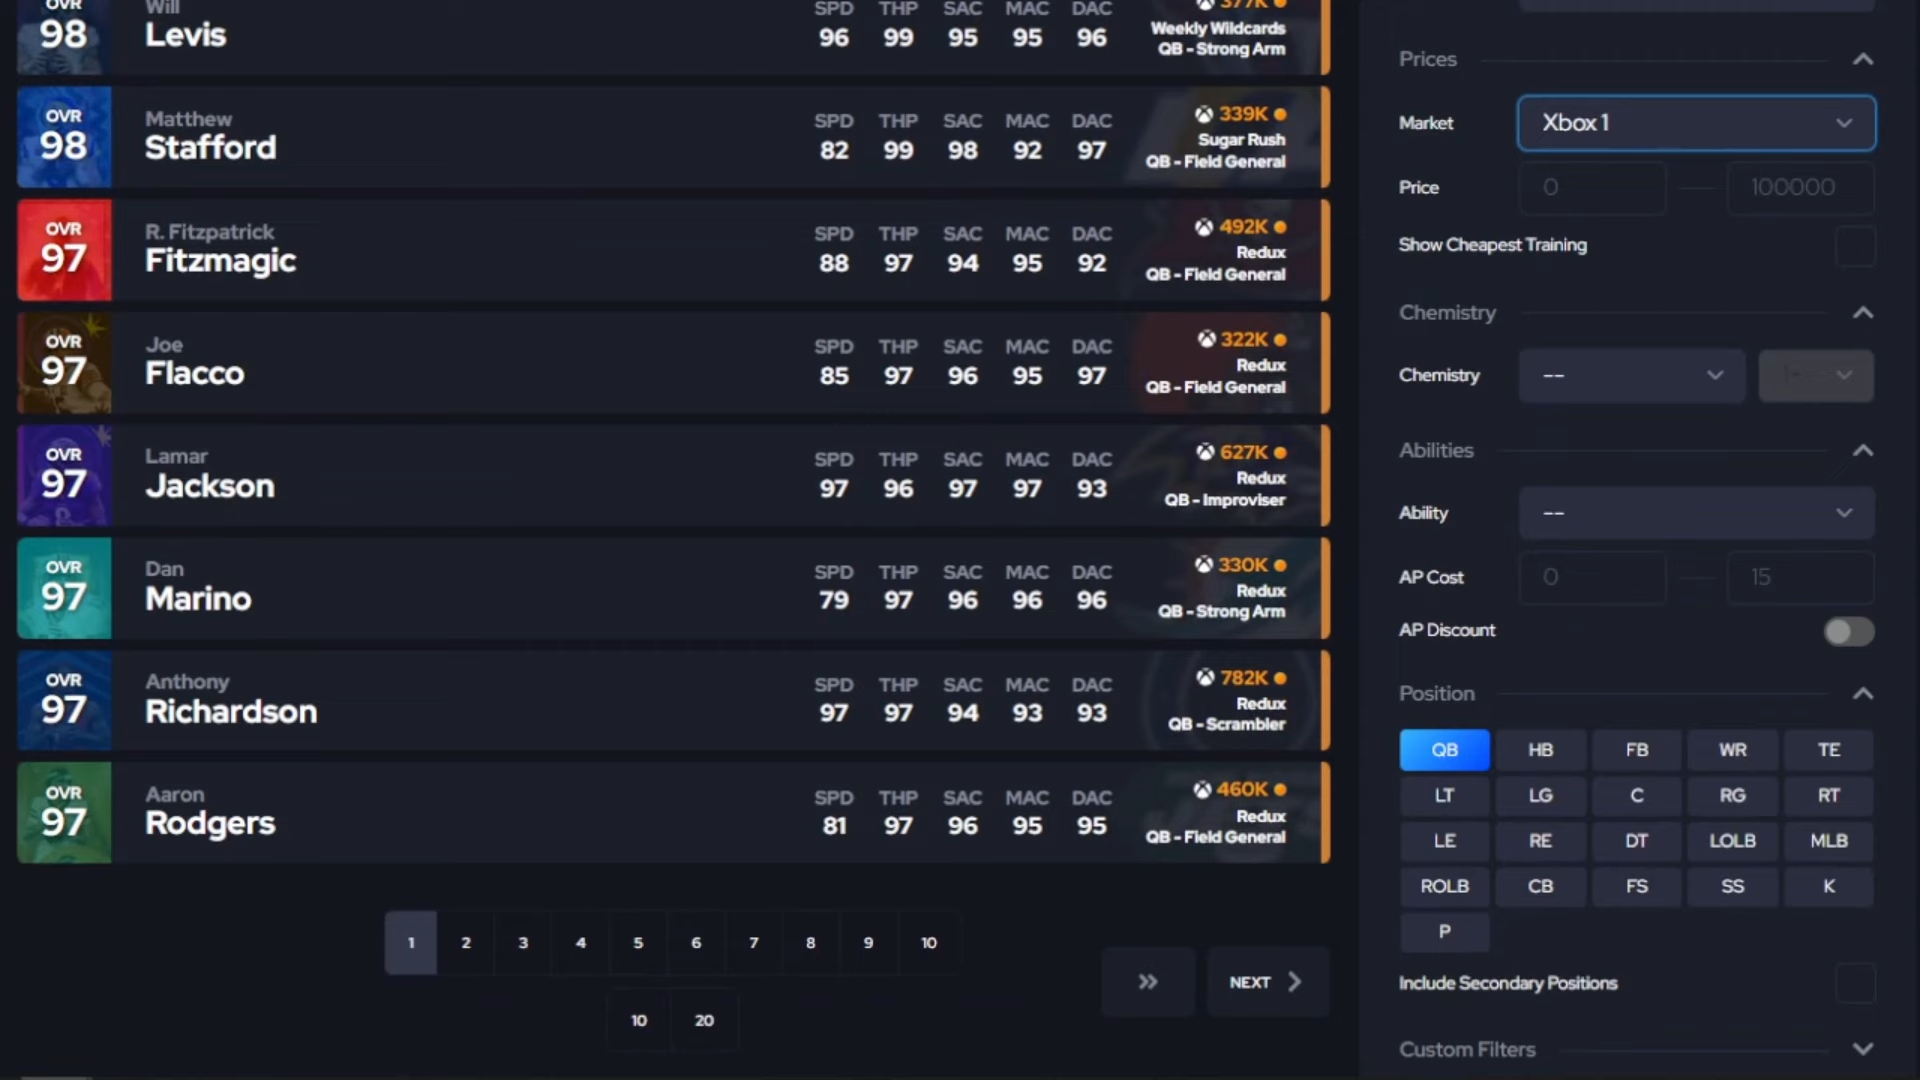 OVR
98
Will
Levis
SPD THP SAC MAC DAC
96 99 95 95 96
377K
Weekly Wildcards
QB - Strong Arm
OVR
98
Matthew
Stafford
SPD THP SAC MAC DAC
82 99 98 92 97
339K
Sugar Rush
QB - Field General
OVR
97
R. Fitzpatrick
Fitzmagic
SPD THP SAC MAC DAC
88 97 94 95 92
492K
Redux
QB - Field General
OVR
97
Joe
Flacco
SPD THP SAC MAC DAC
85 97 96 95 97
322K
Redux
QB - Field General
OVR
97
Lamar
Jackson
SPD THP SAC MAC DAC
97 96 97 97 93
627K
Redux
QB - Improviser
OVR
97
Dan
Marino
SPD THP SAC MAC DAC
79 97 96 96 96
330K
Redux
QB - Strong Arm
OVR
97
Anthony
Richardson
SPD THP SAC MAC DAC
97 97 94 93 93
782K
Redux
QB - Scrambler
OVR
97
Aaron
Rodgers
SPD THP SAC MAC DAC
81 97 96 95 95
460K
Redux
QB - Field General
1 2 3 4 5 6 7 8 9 10
10 20
NEXT
Prices
Market Xbox 1
Price 0 100000
Show Cheapest Training
Chemistry
Chemistry --
Abilities
Ability --
AP Cost 0 15
AP Discount
Position
QB HB FB WR TE
LT LG C RG RT
LE RE DT LOLB MLB
ROLB CB FS SS K
P
Include Secondary Positions
Custom Filters